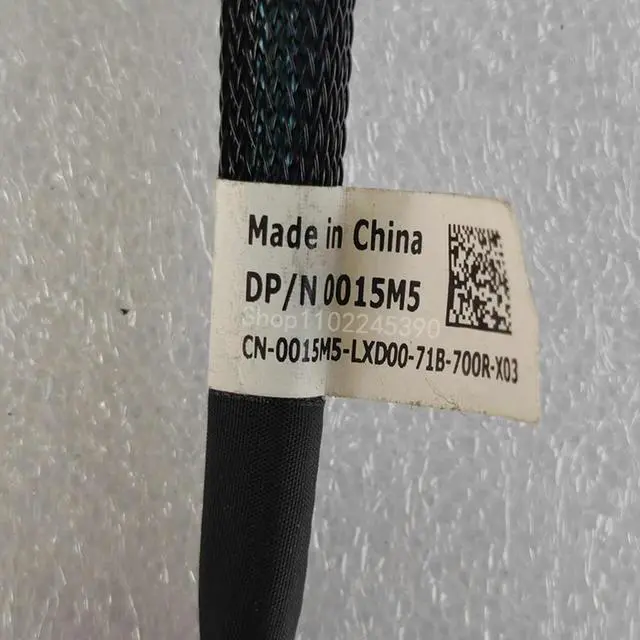 Made in China
DP/N 0015M5
Shop1102245390
CN-0015M5-LXD00-71B-700R-X03